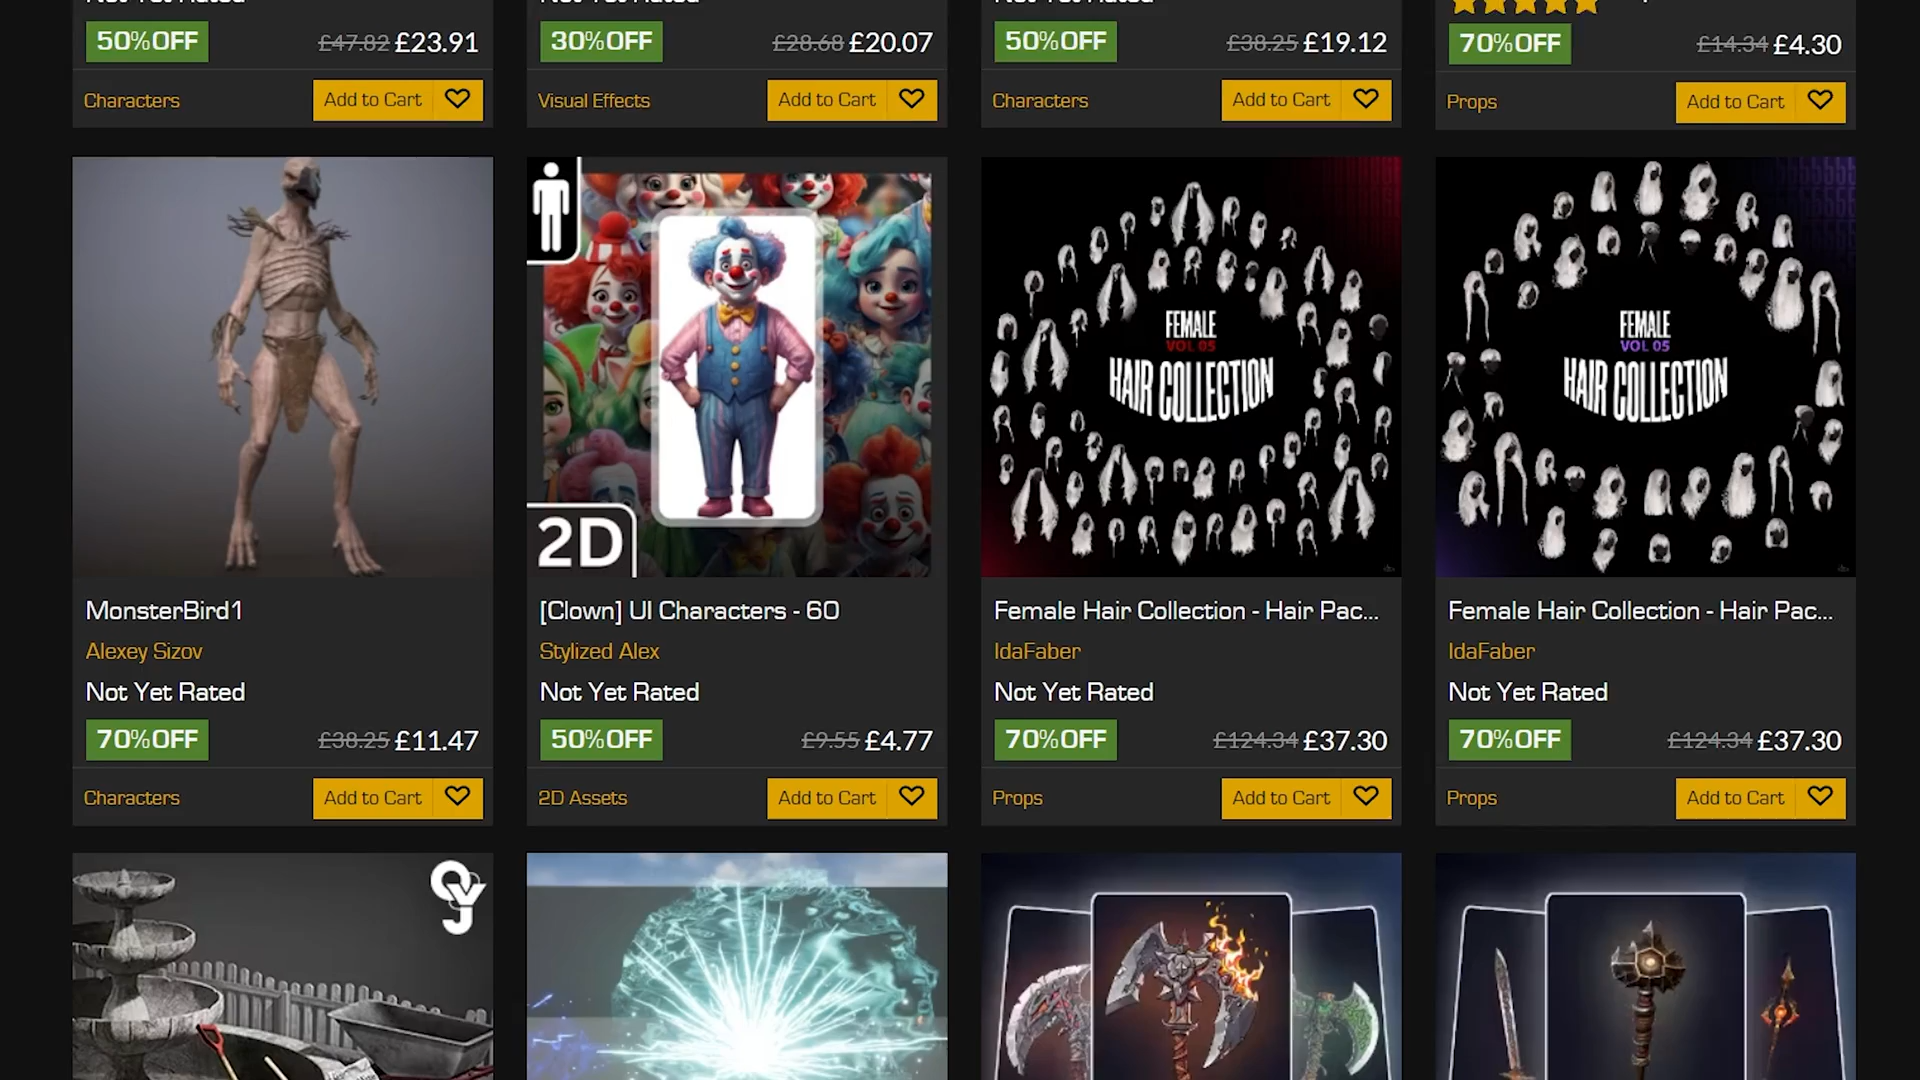 50%OFF £47.82 £23.91
Characters Add to Cart
30%OFF £28.68 £20.07
Visual Effects Add to Cart
50%OFF £38.25 £19.12
Characters Add to Cart
70%OFF £14.34 £4.30
Props Add to Cart
MonsterBird1
Alexey Sizov
Not Yet Rated
70%OFF £38.25 £11.47
Characters Add to Cart
2D
[Clown] UI Characters - 60
Stylized Alex
Not Yet Rated
50%OFF £9.55 £4.77
2D Assets Add to Cart
FEMALE
VOL 05
HAIR COLLECTION
Female Hair Collection - Hair Pac...
IdaFaber
Not Yet Rated
70%OFF £124.34 £37.30
Props Add to Cart
FEMALE
VOL 05
HAIR COLLECTION
Female Hair Collection - Hair Pac...
IdaFaber
Not Yet Rated
70%OFF £124.34 £37.30
Props Add to Cart